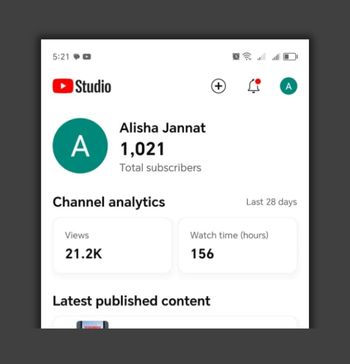 5:21
Studio
A
A
Alisha Jannat
1,021
Total subscribers
Channel analytics
Last 28 days
Views
21.2K
Watch time (hours)
156
Latest published content